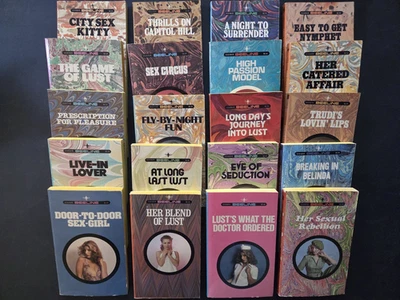 CITY SEX
KITTY
THRILLS ON
CAPITOL HILL
A NIGHT TO
SURRENDER
EASY TO GET
NYMPHET
THE GAME
OF LUST
SEX CIRCUS
HIGH
PASSION
MODEL
HER
CATERED
AFFAIR
PRESCRIPTION
FOR PLEASURE
FLY-BY-NIGHT
FUN
LONG DAY'S
JOURNEY
INTO LUST
TRUDI'S
LOVIN' LIPS
LIVE-IN
LOVER
AT LONG
LAST LUST
EYE OF
SEDUCTION
BREAKING IN
BELINDA
DOOR-TO-DOOR
SEX-GIRL
HER BLEND
OF LUST
LUST'S WHAT THE
DOCTOR ORDERED
Her Sexual
Rebellion